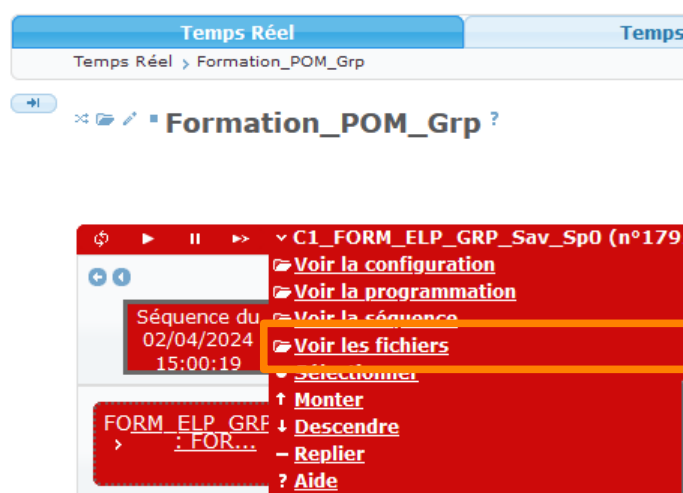 Temps Réel
Temps
Temps Réel > Formation_POM_Grp
Formation_POM_Grp ?
C1_FORM_ELP_GRP_Sav_Sp0 (n°179
Voir la configuration
Voir la programmation
Voir la séquence
Voir les fichiers
Sélectionner
Monter
Descendre
Replier
? Aide
Séquence du
02/04/2024
15:00:19
FORM_ELP_GRP
> : FOR...